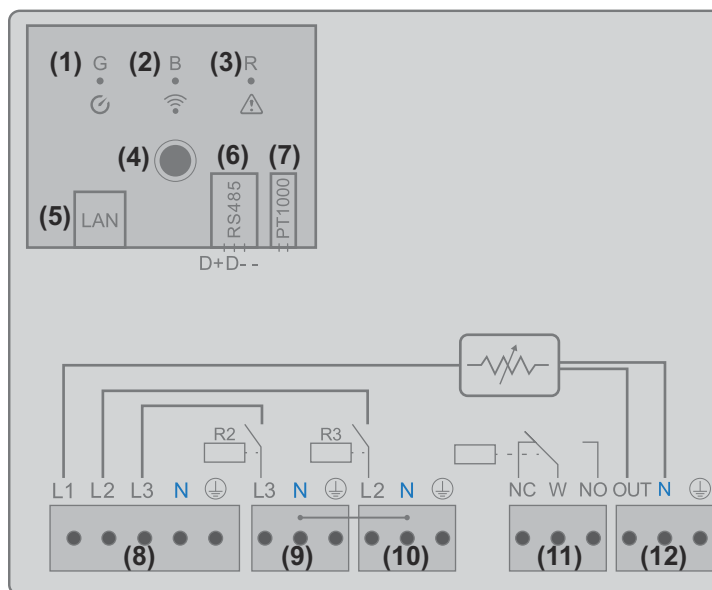 (1) G (2) B (3) R
(4) (6) (7)
(5) LAN RS485 PT1000
D+D- -
R2 R3
L1 L2 L3 N L3 N L2 N NC W NO OUT N
(8) (9) (10) (11) (12)